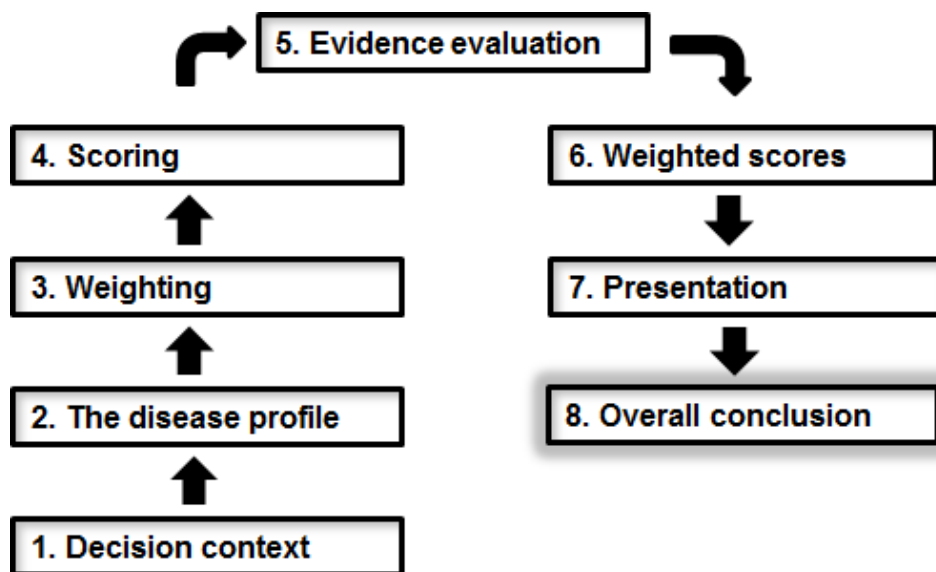 5. Evidence evaluation
4. Scoring
6. Weighted scores
3. Weighting
7. Presentation
2. The disease profile
8. Overall conclusion
1. Decision context